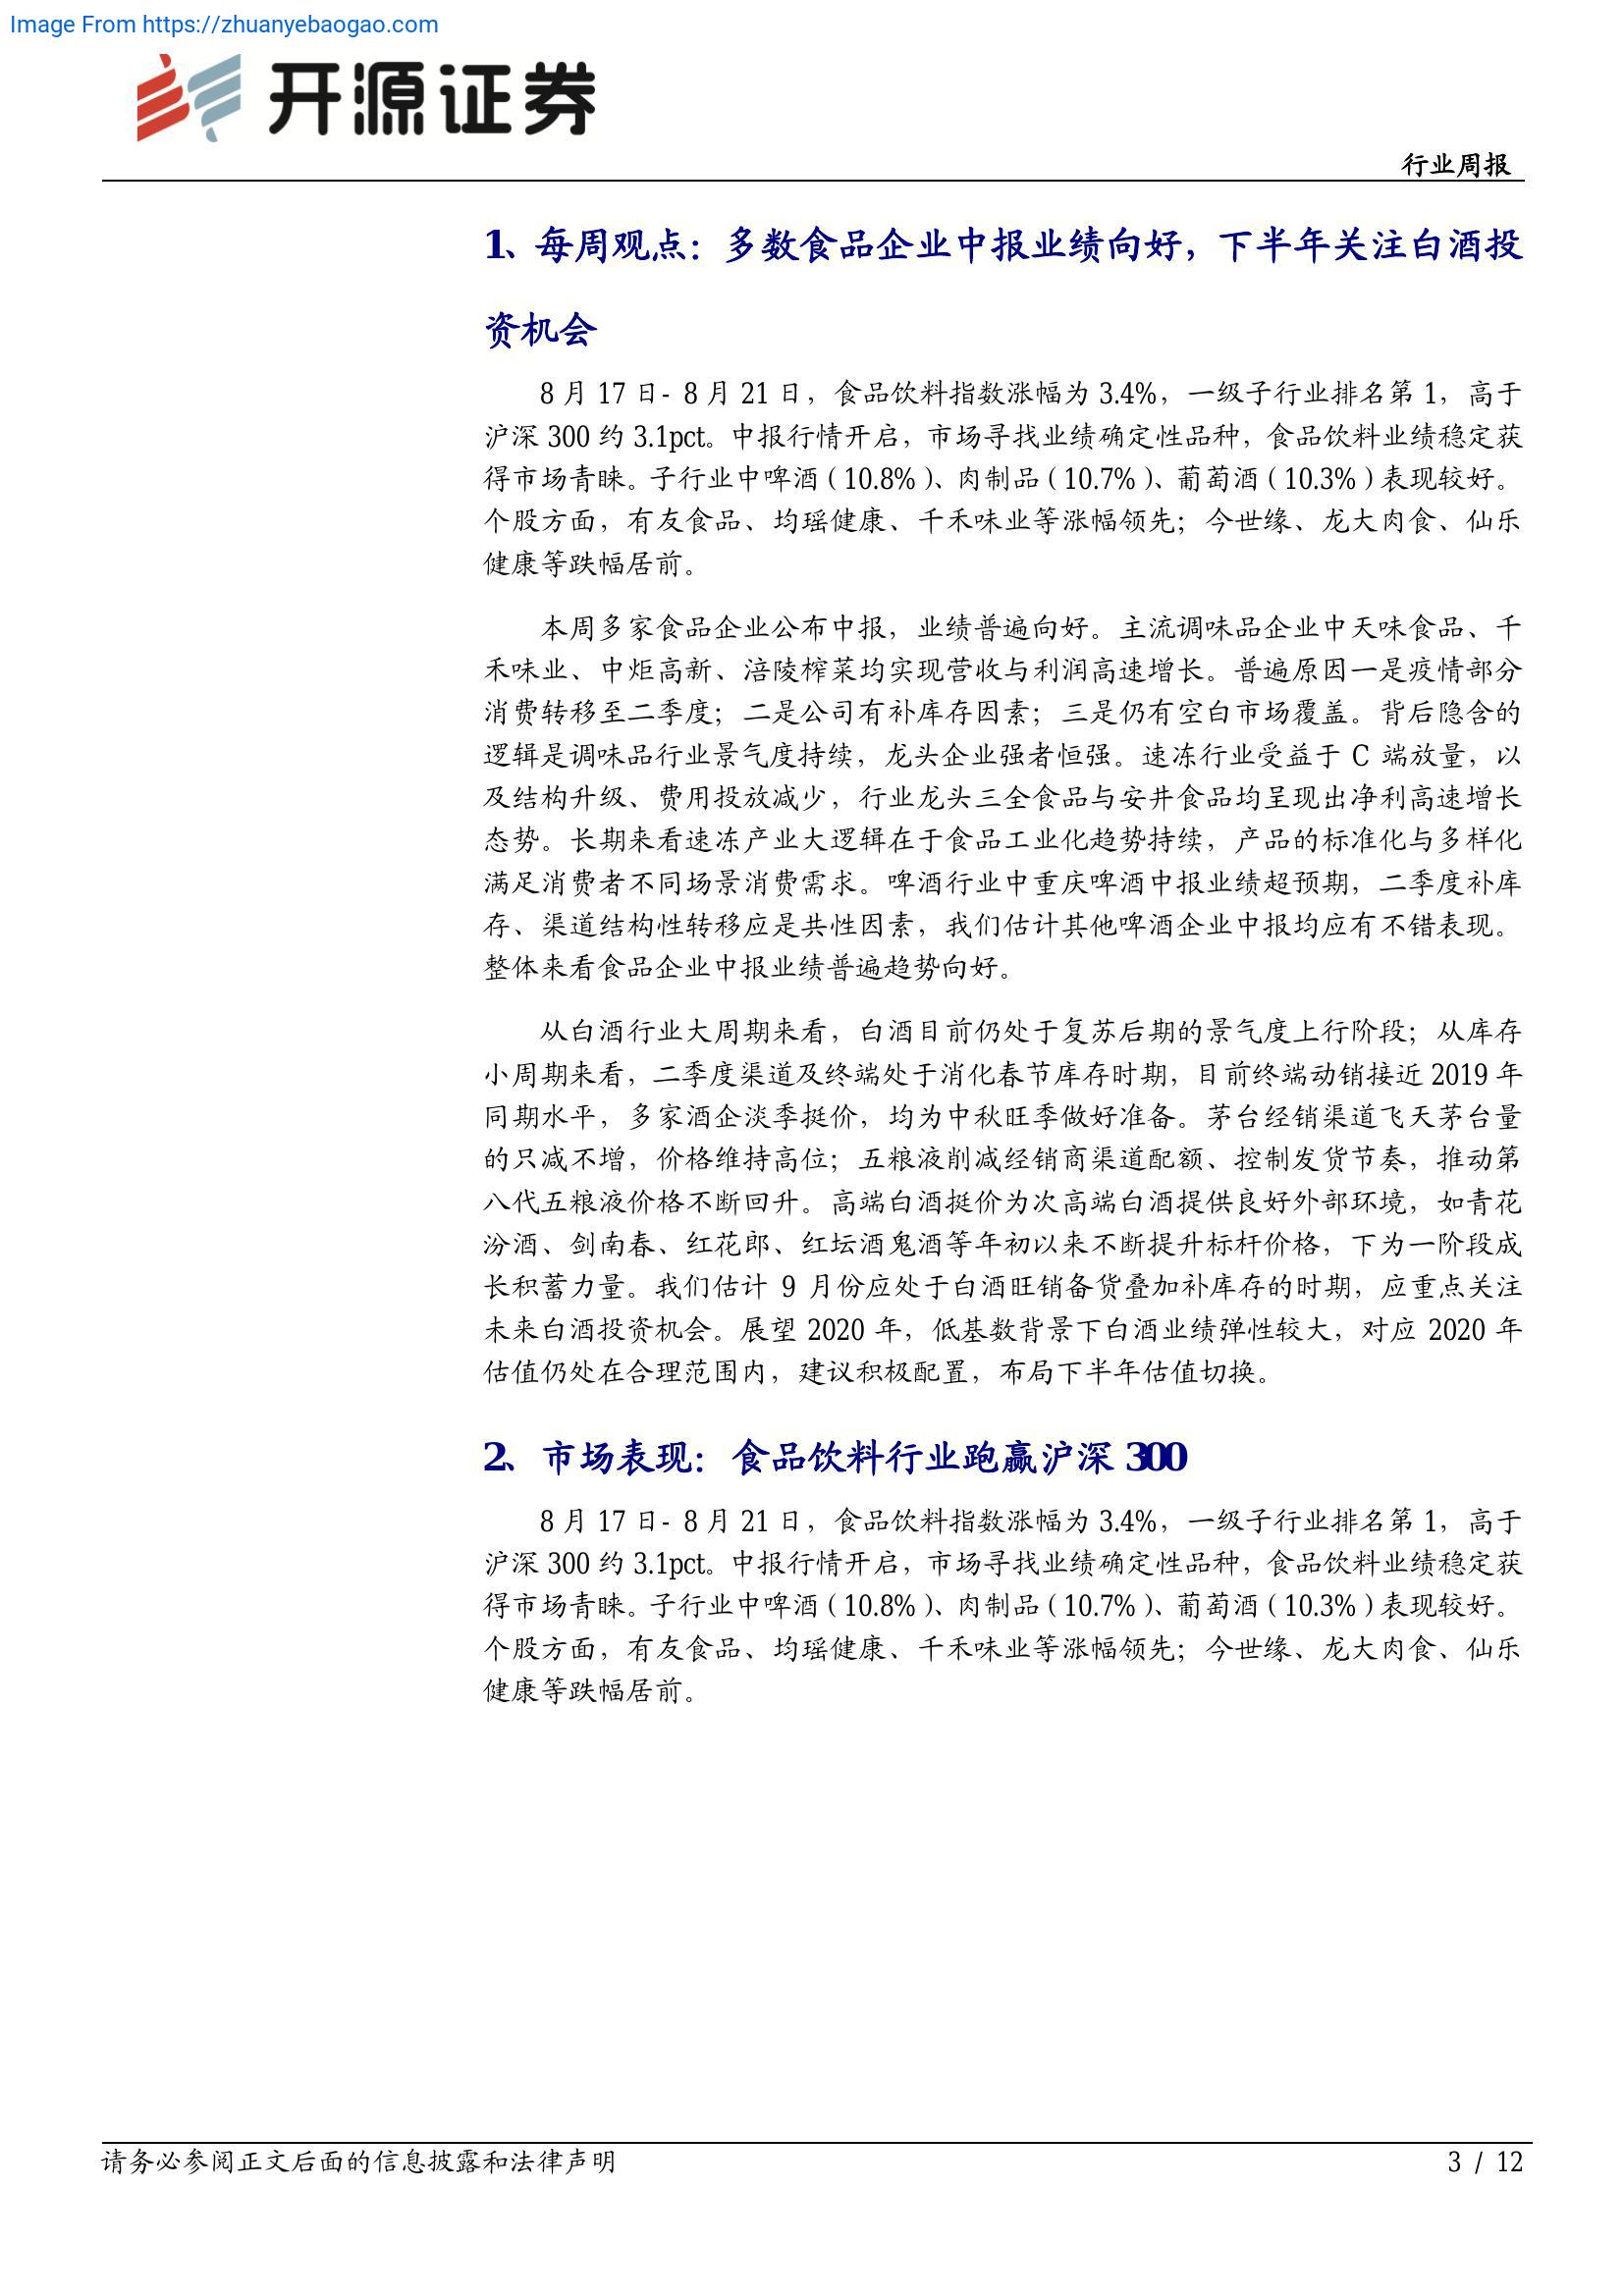 Image From https://zhuanyebaogao.com
开源证券
行业周报
1、每周观点：多数食品企业中报业绩向好，下半年关注白酒投
资机会
8 月 17 日- 8 月 21 日，食品饮料指数涨幅为 3.4%，一级子行业排名第 1，高于
沪深 300 约 3.1pct。中报行情开启，市场寻找业绩确定性品种，食品饮料业绩稳定获
得市场青睐。子行业中啤酒（10.8%）、肉制品（10.7%）、葡萄酒（10.3%）表现较好。
个股方面，有友食品、均瑶健康、千禾味业等涨幅领先；今世缘、龙大肉食、仙乐
健康等跌幅居前。
本周多家食品企业公布中报，业绩普遍向好。主流调味品企业中天味食品、千
禾味业、中炬高新、涪陵榨菜均实现营收与利润高速增长。普遍原因一是疫情部分
消费转移至二季度；二是公司有补库存因素；三是仍有空白市场覆盖。背后隐含的
逻辑是调味品行业景气度持续，龙头企业强者恒强。速冻行业受益于 C 端放量，以
及结构升级、费用投放减少，行业龙头三全食品与安井食品均呈现出净利高速增长
态势。长期来看速冻产业大逻辑在于食品工业化趋势持续，产品的标准化与多样化
满足消费者不同场景消费需求。啤酒行业中重庆啤酒中报业绩超预期，二季度补库
存、渠道结构性转移应是共性因素，我们估计其他啤酒企业中报均应有不错表现。
整体来看食品企业中报业绩普遍趋势向好。
从白酒行业大周期来看，白酒目前仍处于复苏后期的景气度上行阶段；从库存
小周期来看，二季度渠道及终端处于消化春节库存时期，目前终端动销接近 2019 年
同期水平，多家酒企淡季挺价，均为中秋旺季做好准备。茅台经销渠道飞天茅台量
的只减不增，价格维持高位；五粮液削减经销商渠道配额、控制发货节奏，推动第
八代五粮液价格不断回升。高端白酒挺价为次高端白酒提供良好外部环境，如青花
汾酒、剑南春、红花郎、红坛酒鬼酒等年初以来不断提升标杆价格，下为一阶段成
长积蓄力量。我们估计 9 月份应处于白酒旺销备货叠加补库存的时期，应重点关注
未来白酒投资机会。展望 2020 年，低基数背景下白酒业绩弹性较大，对应 2020 年
估值仍处在合理范围内，建议积极配置，布局下半年估值切换。
2、市场表现：食品饮料行业跑赢沪深 300
8 月 17 日- 8 月 21 日，食品饮料指数涨幅为 3.4%，一级子行业排名第 1，高于
沪深 300 约 3.1pct。中报行情开启，市场寻找业绩确定性品种，食品饮料业绩稳定获
得市场青睐。子行业中啤酒（10.8%）、肉制品（10.7%）、葡萄酒（10.3%）表现较好。
个股方面，有友食品、均瑶健康、千禾味业等涨幅领先；今世缘、龙大肉食、仙乐
健康等跌幅居前。
请务必参阅正文后面的信息披露和法律声明
3 / 12